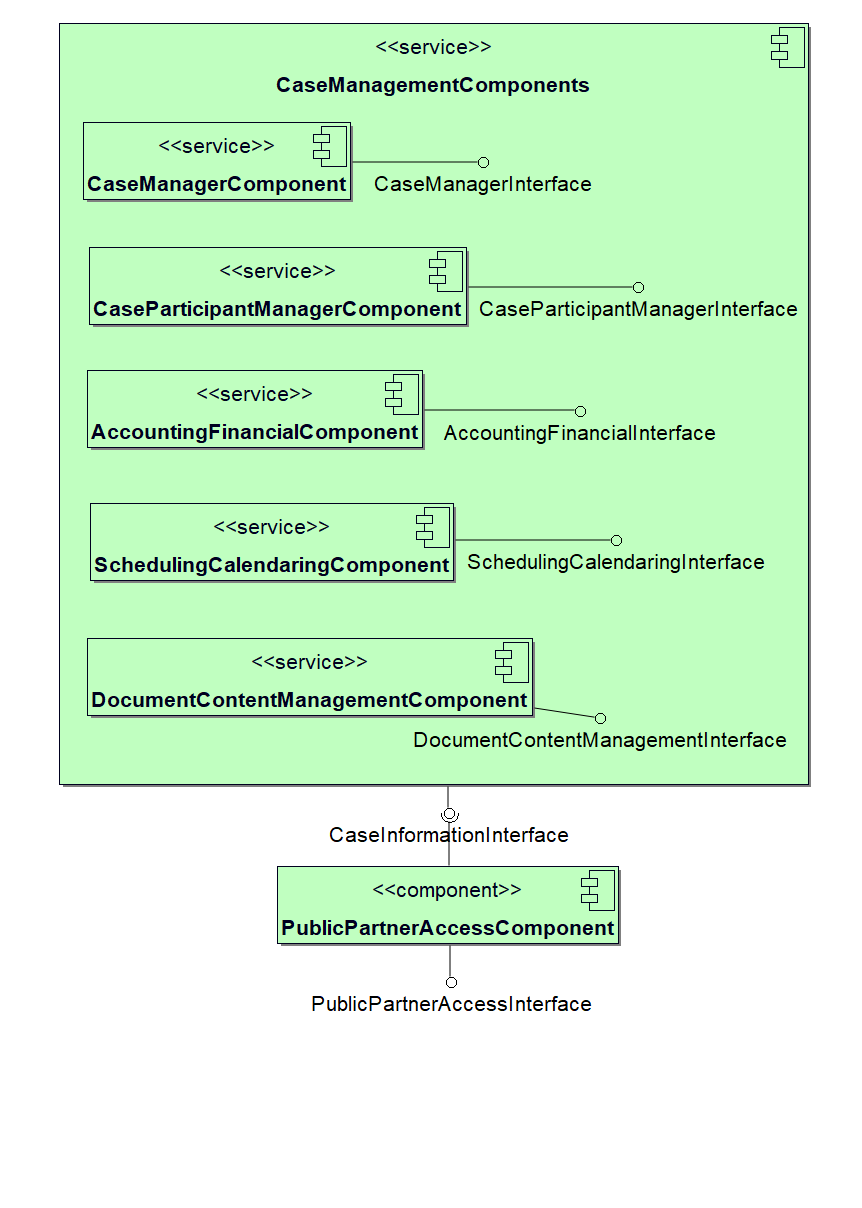 <<service>>
CaseManagementComponents
<<service>>
CaseManagerComponent
CaseManagerInterface
<<service>>
CaseParticipantManagerComponent
CaseParticipantManagerInterface
<<service>>
AccountingFinancialComponent
AccountingFinancialInterface
<<service>>
SchedulingCalendaringComponent
SchedulingCalendaringInterface
<<service>>
DocumentContentManagementComponent
DocumentContentManagementInterface
CaseInformationInterface
<<component>>
PublicPartnerAccessComponent
PublicPartnerAccessInterface